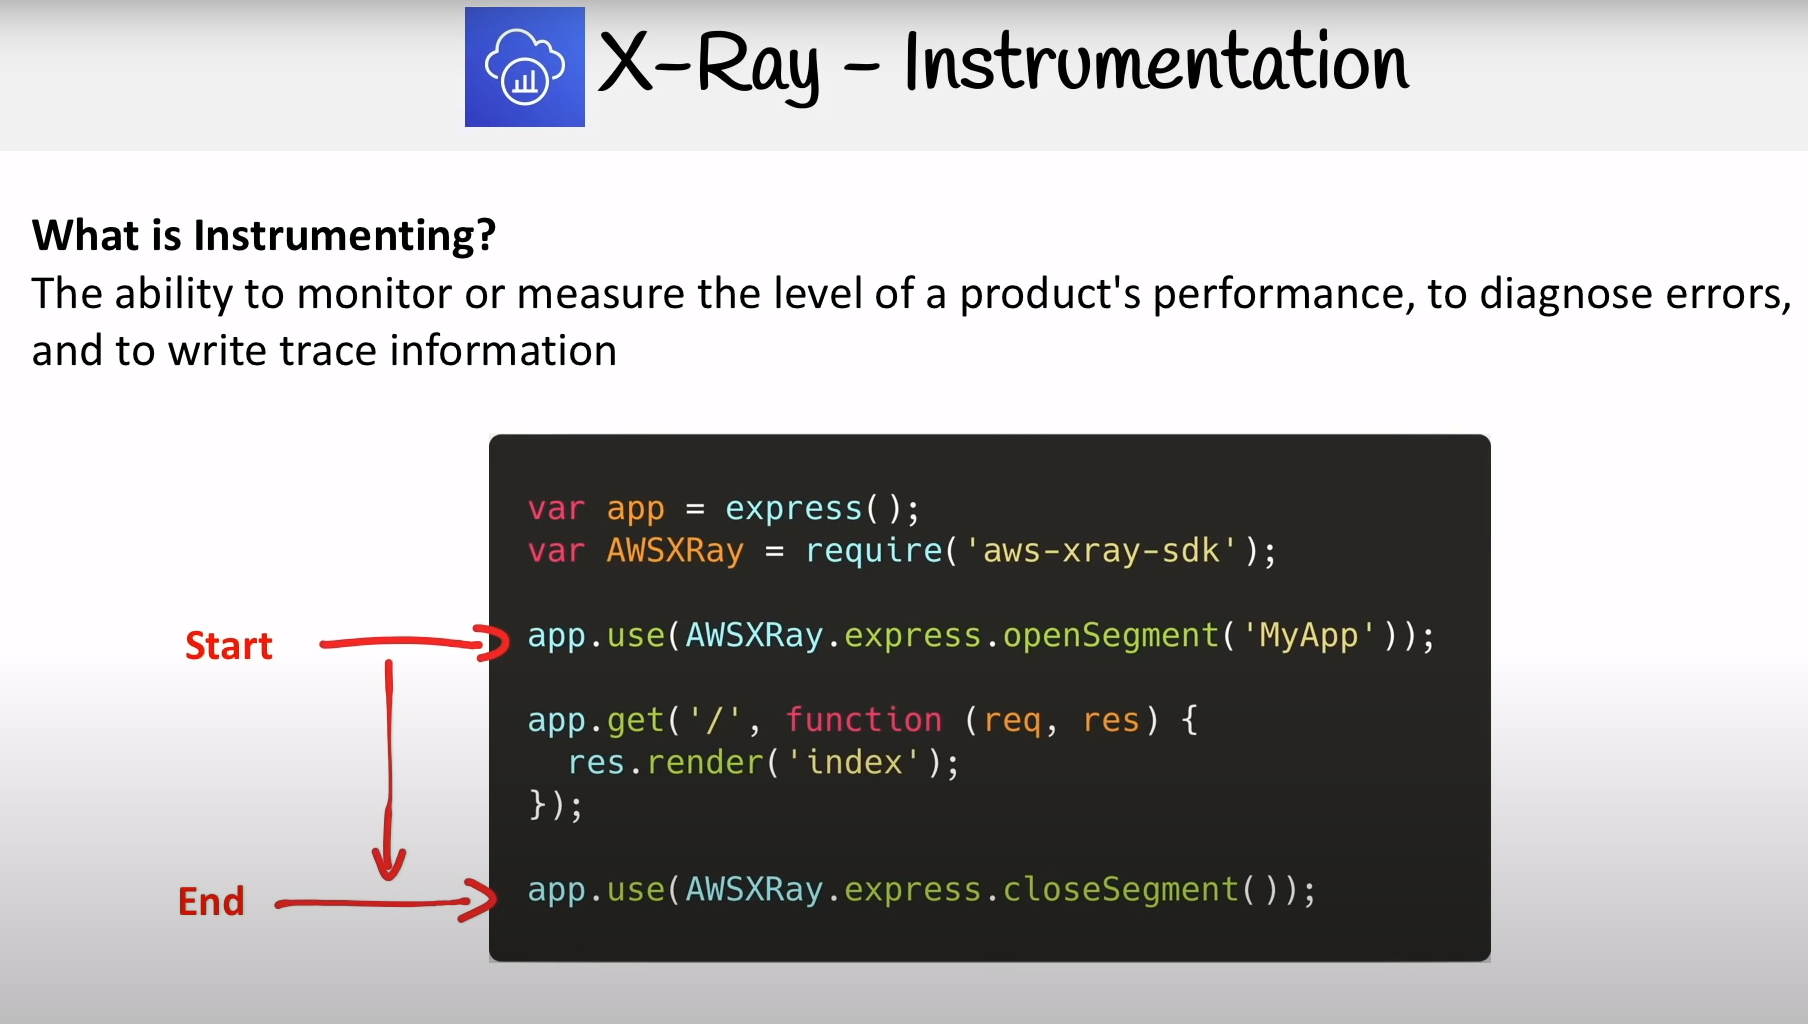 X-Ray - Instrumentation
What is Instrumenting?
The ability to monitor or measure the level of a product's performance, to diagnose errors,
and to write trace information
var app = express();
var AWSXRay = require('aws-xray-sdk');
Start
app.use(AWSXRay.express.openSegment('MyApp'));
app.get('/', function (req, res) {
  res.render('index');
});
End
app.use(AWSXRay.express.closeSegment());